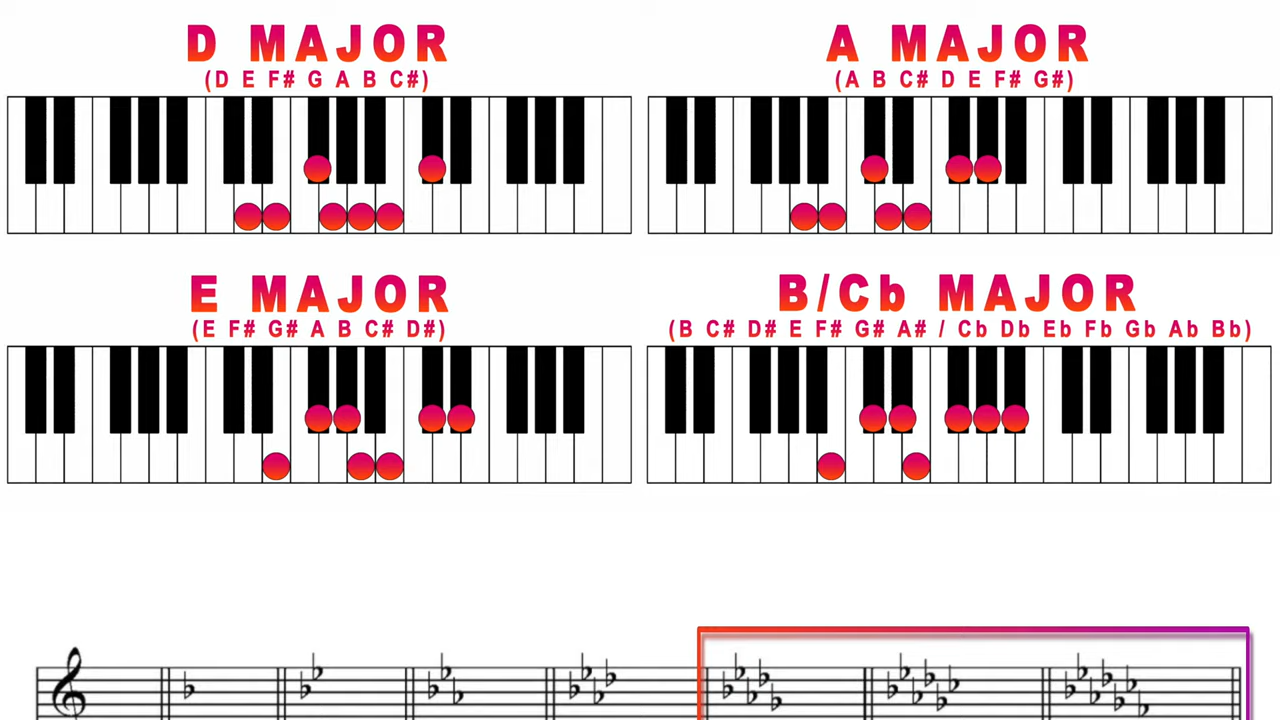 D MAJOR
(D E F# G A B C#)
A MAJOR
(A B C# D E F# G#)
E MAJOR
(E F# G# A B C# D#)
B/Cb MAJOR
(B C# D# E F# G# A# / Cb Db Eb Fb Gb Ab Bb)